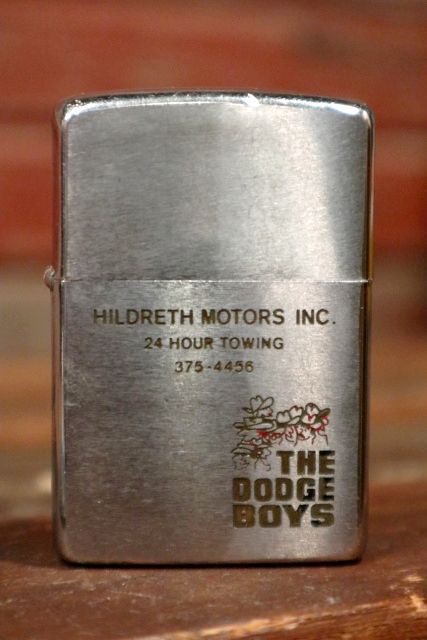 HILDRETH MOTORS INC.
24 HOUR TOWING
375-4456
THE
DODGE
BOYS